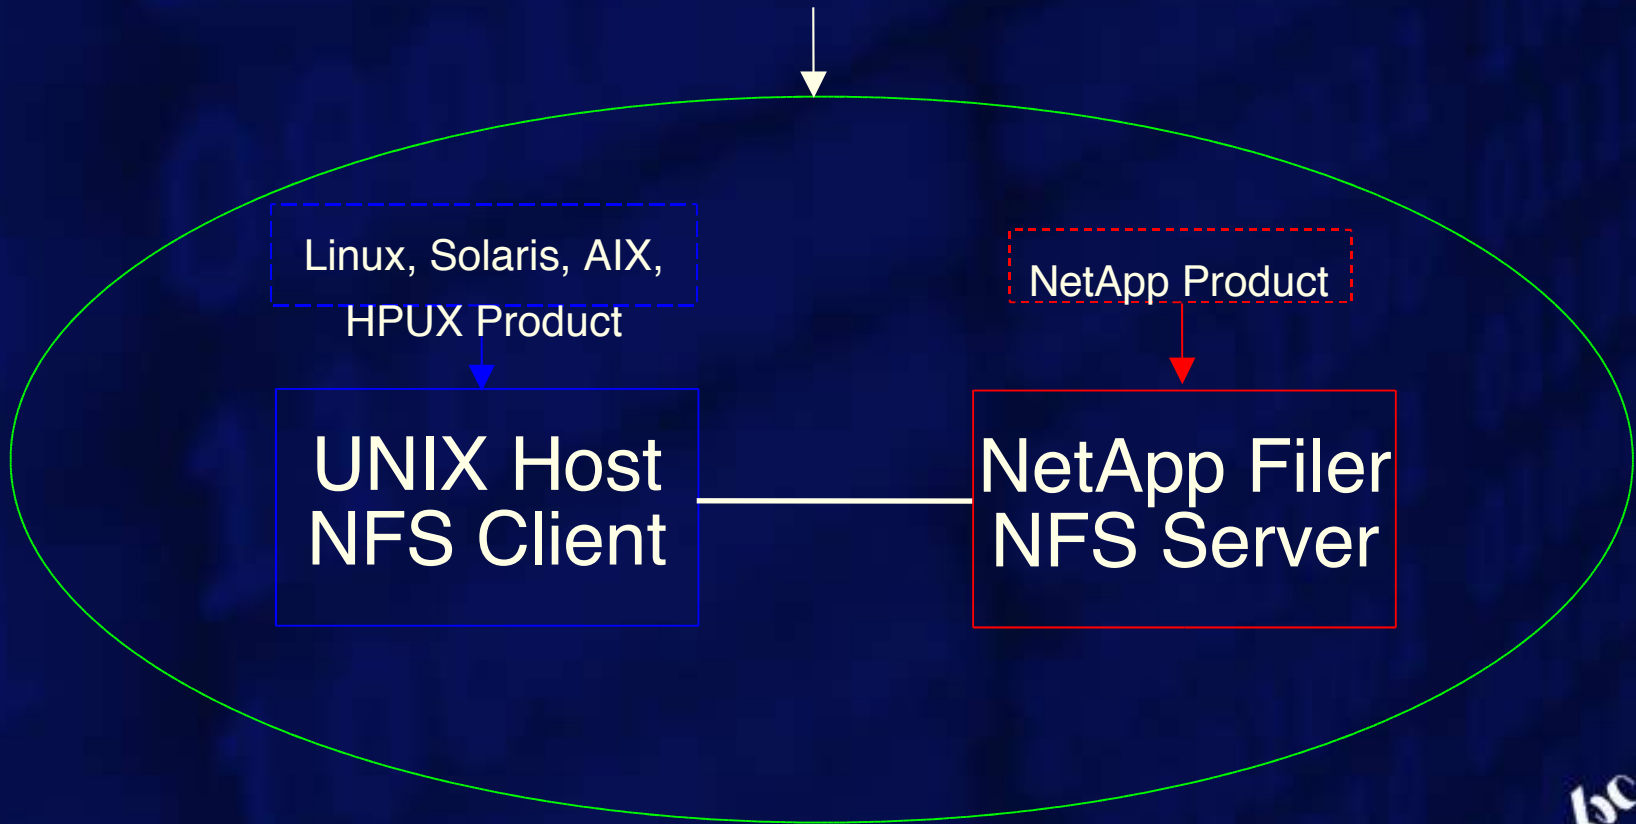 Linux, Solaris, AIX,
HPUX Product
NetApp Product
UNIX Host
NFS Client
NetApp Filer
NFS Server